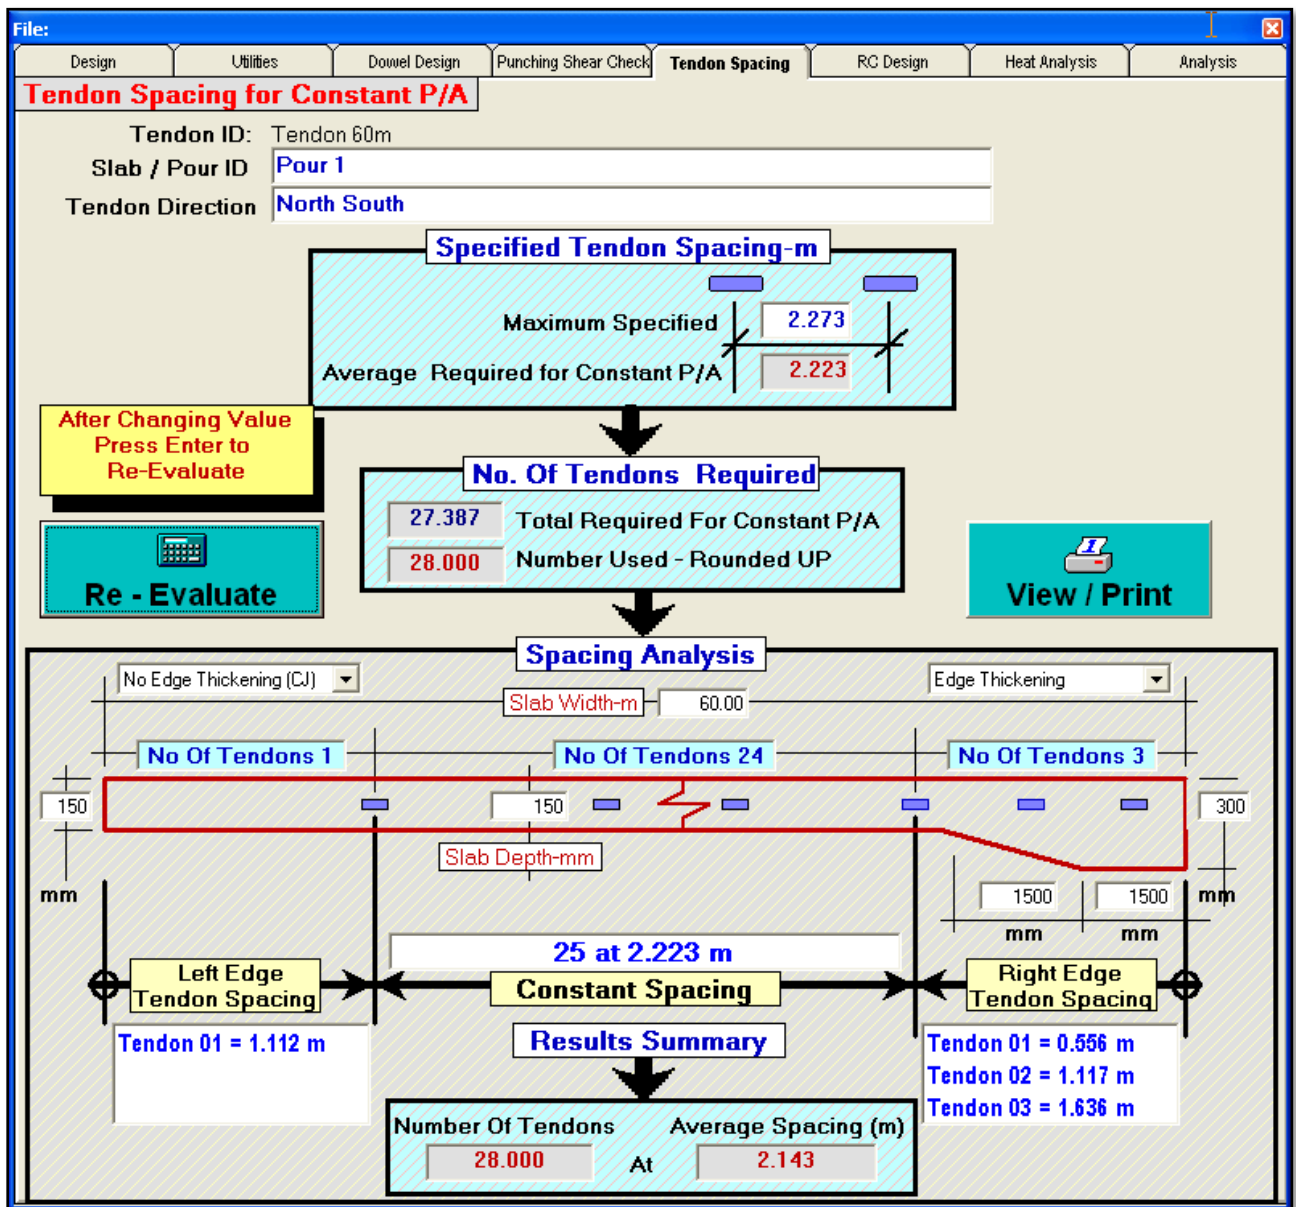 File:
Design
Utilities
Dowel Design
Punching Shear Check
Tendon Spacing
RC Design
Heat Analysis
Analysis
Tendon Spacing for Constant P/A
Tendon ID: Tendon 60m
Slab / Pour ID Pour 1
Tendon Direction North South
Specified Tendon Spacing-m
Maximum Specified 2.273
Average Required for Constant P/A 2.223
After Changing Value
Press Enter to
Re-Evaluate
No. Of Tendons Required
27.387 Total Required For Constant P/A
28.000 Number Used - Rounded UP
Re - Evaluate
1
View / Print
Spacing Analysis
No Edge Thickening (CJ)
Edge Thickening
Slab Width-m 60.00
No Of Tendons 1
No Of Tendons 24
No Of Tendons 3
150
150
300
Slab Depth-mm
mm
1500
1500
mm
mm
mm
25 at 2.223 m
Left Edge
Tendon Spacing
Constant Spacing
Right Edge
Tendon Spacing
Tendon 01 = 1.112 m
Results Summary
Tendon 01 = 0.556 m
Tendon 02 = 1.117 m
Tendon 03 = 1.636 m
Number Of Tendons Average Spacing (m)
28.000 At 2.143